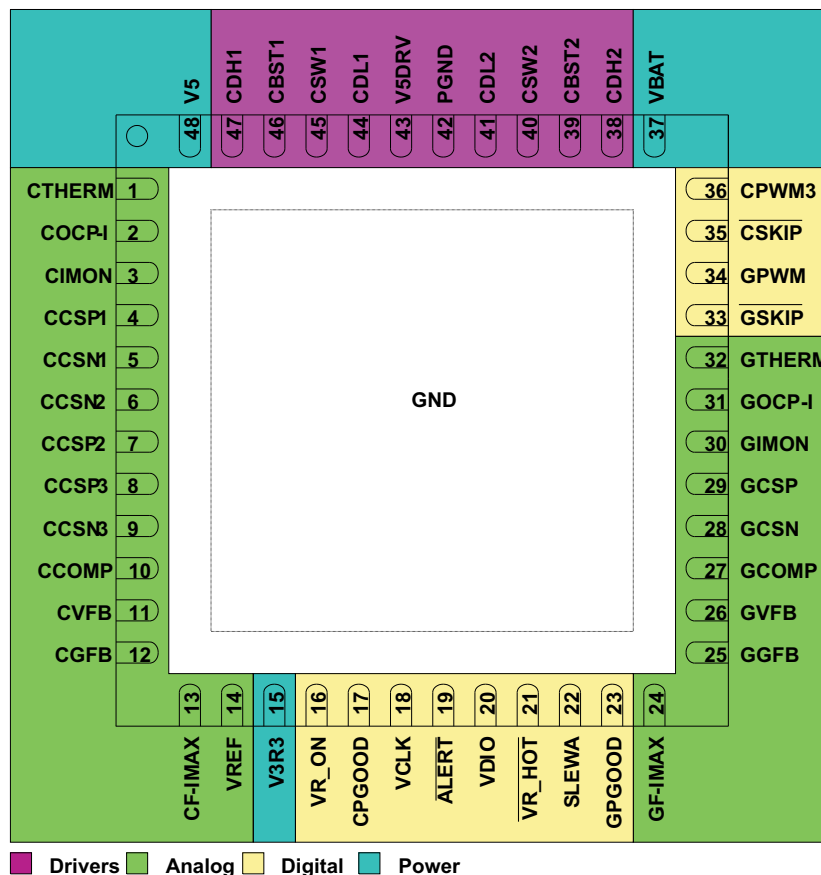 V5 CDH1 CBST1 CSW1 CDL1 V5DRV PGND CDL2 CSW2 CBST2 CDH2 VBAT
48 47 46 45 44 43 42 41 40 39 38 37
CTHERM 1
COCP-I 2
CIMON 3
CCSP1 4
CCSN1 5
CCSN2 6
CCSP2 7
CCSP3 8
CCSN3 9
CCOMP 10
CVFB 11
CGFB 12
GND
36 CPWM3
35 CSKIP
34 GPWM
33 GSKIP
32 GTHERM
31 GOCP-I
30 GIMON
29 GCSP
28 GCSN
27 GCOMP
26 GVFB
25 GGFB
13 14 15 16 17 18 19 20 21 22 23 24
CF-IMAX VREF V3R3 VR_ON CPGOOD VCLK ALERT VDIO VR_HOT SLEWA GPGOOD GF-IMAX
Drivers Analog Digital Power